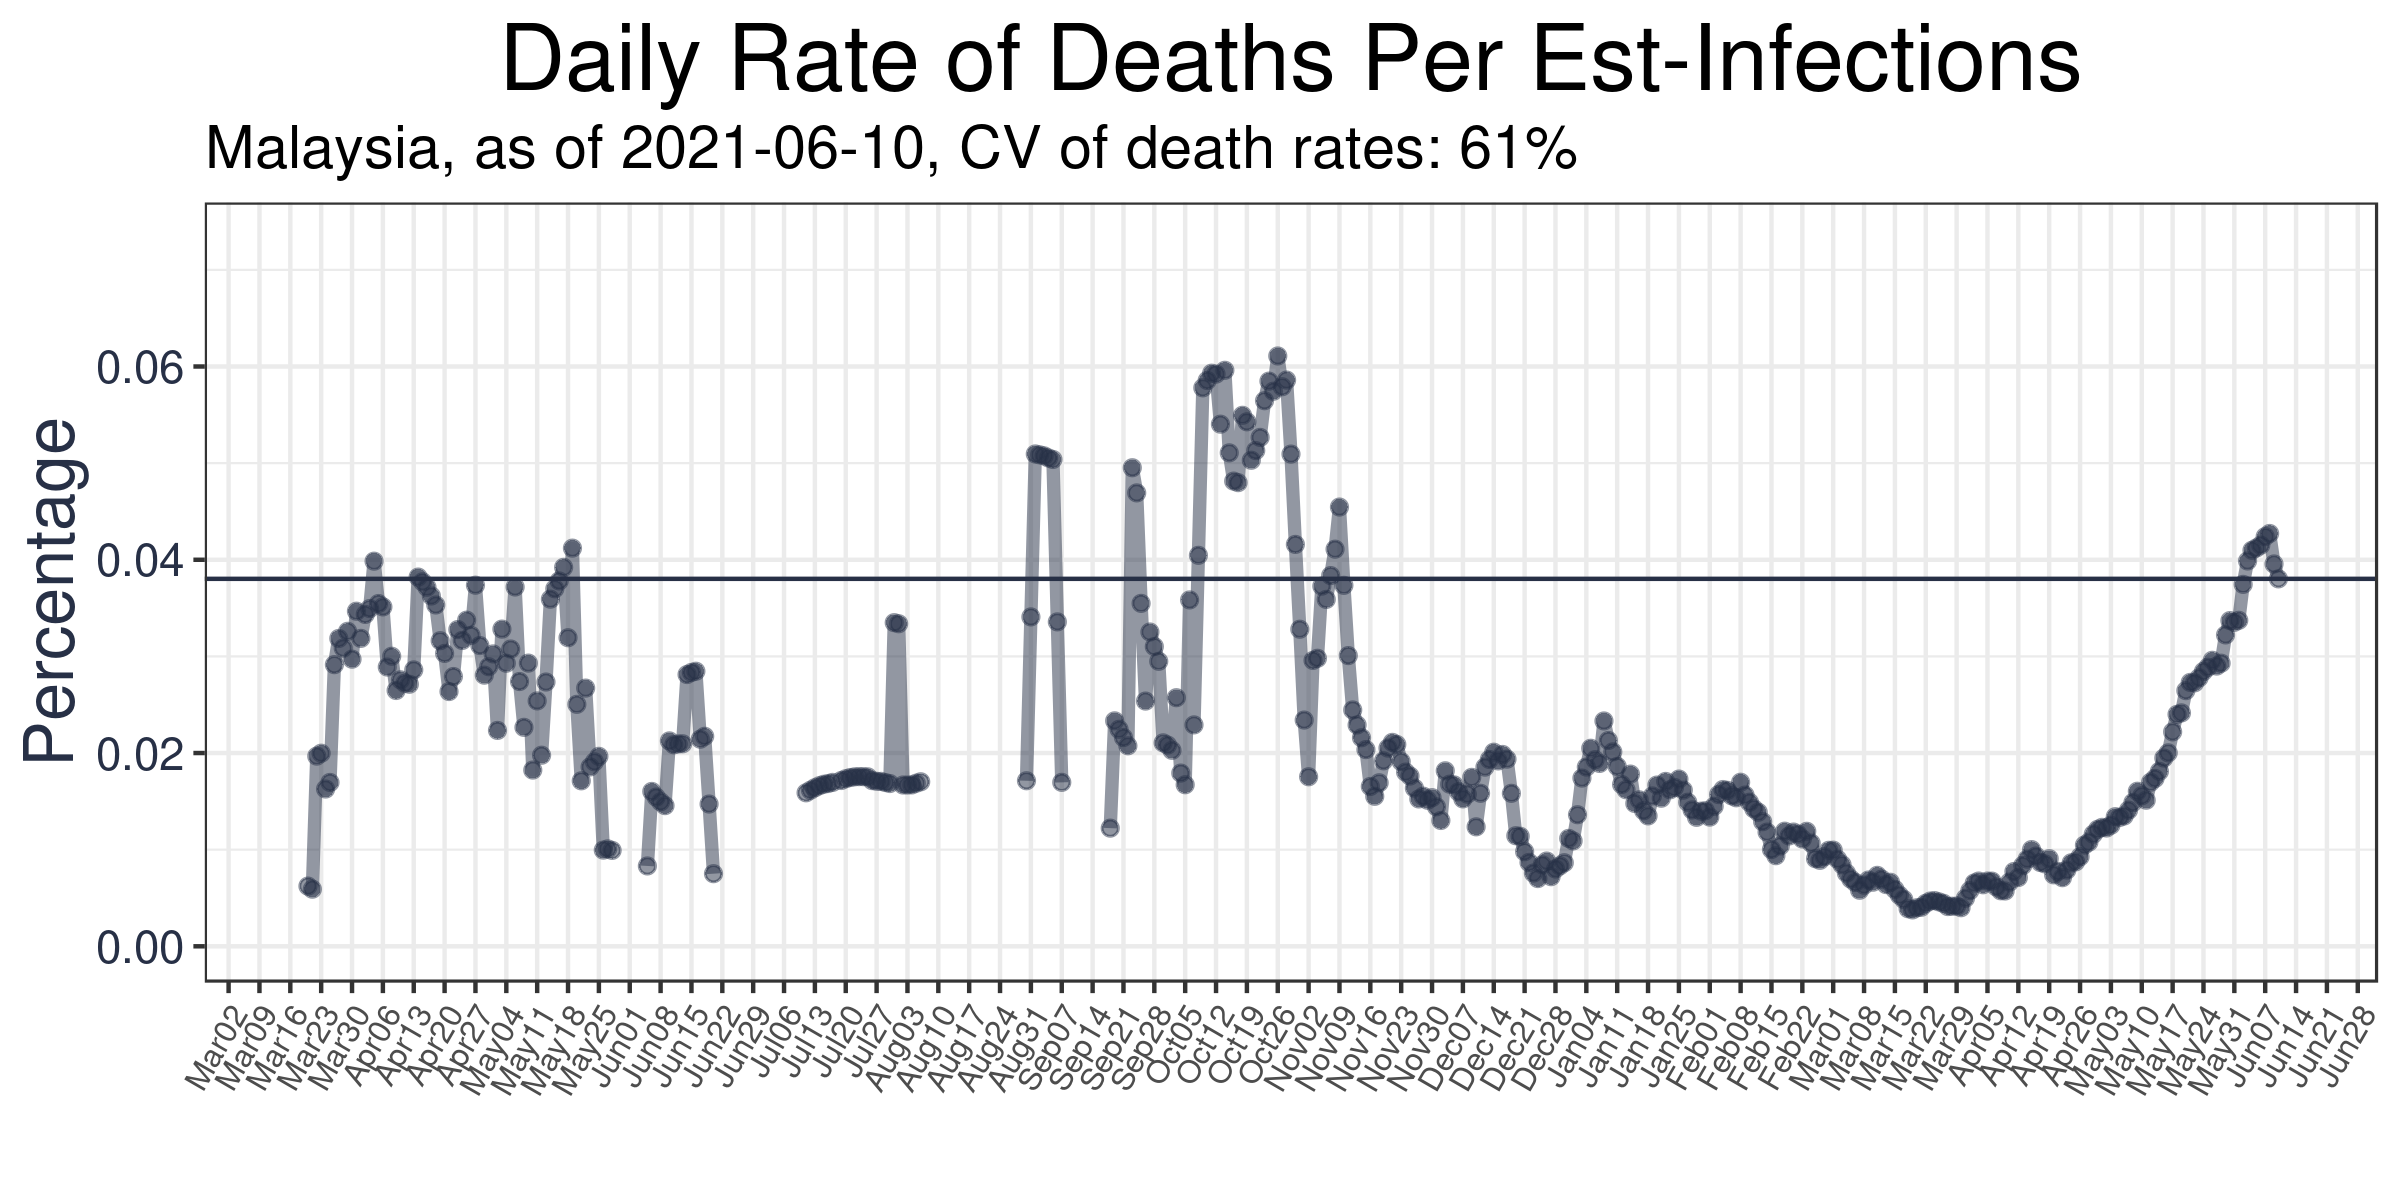 Daily Rate of Deaths Per Est-Infections
Malaysia, as of 2021-06-10, CV of death rates: 61%
Percentage
0.06
0.04
0.02
0.00
Mar02
Mar09
Mar16
Mar23
Mar30
Apr06
Apr13
Apr20
Apr27
May04
May11
May18
May25
Jun01
Jun08
Jun15
Jun22
Jun29
Jul06
Jul13
Jul20
Jul27
Aug03
Aug10
Aug17
Aug24
Aug31
Sep07
Sep14
Sep21
Sep28
Oct05
Oct12
Oct19
Oct26
Nov02
Nov09
Nov16
Nov23
Nov30
Dec07
Dec14
Dec21
Dec28
Jan04
Jan11
Jan18
Jan25
Feb01
Feb08
Feb15
Feb22
Mar01
Mar08
Mar15
Mar22
Mar29
Apr05
Apr12
Apr19
Apr26
May03
May10
May17
May24
May31
Jun07
Jun14
Jun21
Jun28